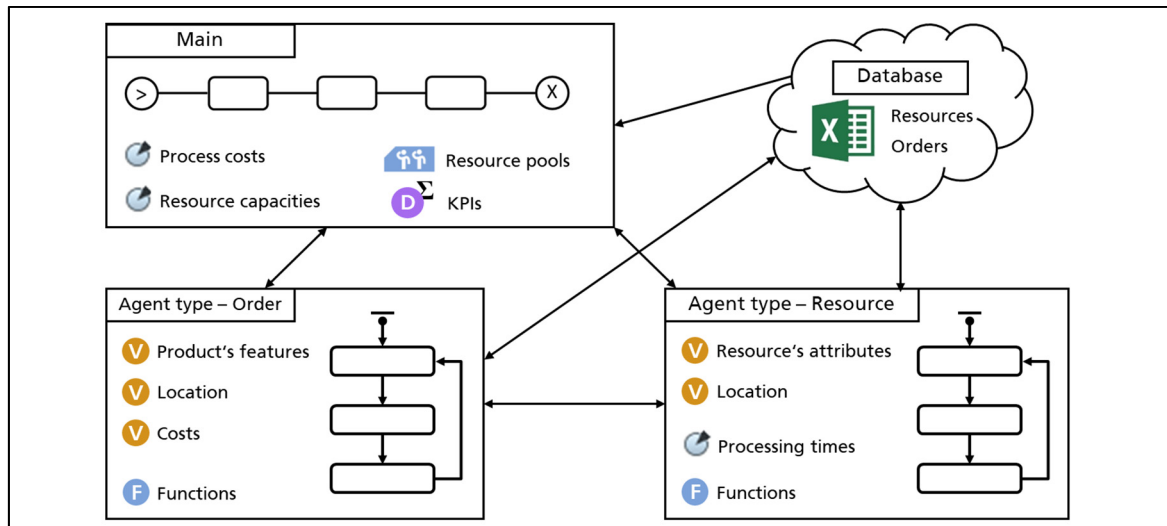 Main
>
X
Process costs
Resource capacities
Resource pools
D Σ
KPIs
Database
X
Resources
Orders
Agent type – Order
V Product's features
V Location
V Costs
F Functions
Agent type – Resource
V Resource's attributes
V Location
Processing times
F Functions